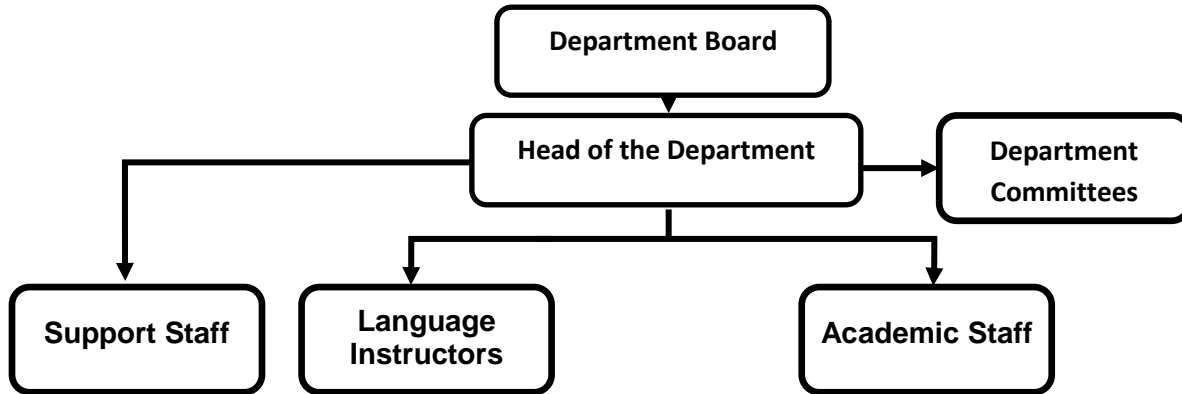 Department Board
Head of the Department
Department
Committees
Support Staff
Language
Instructors
Academic Staff